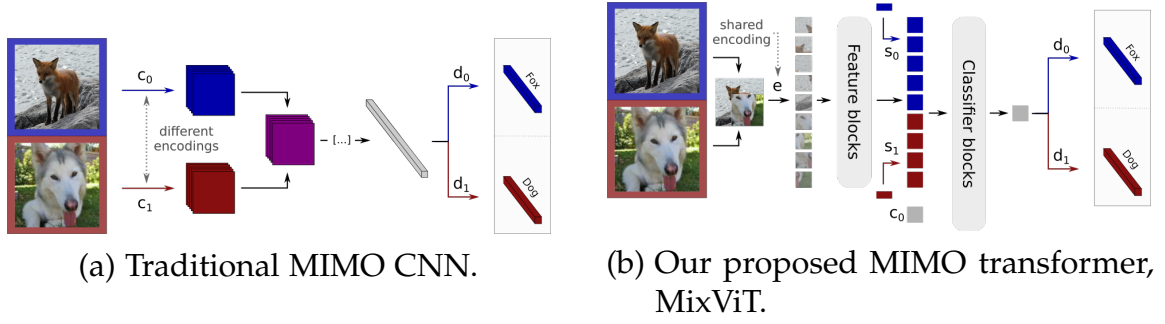 c0
different
encodings
c1
[...]
d0
d1
Fox
Dog
(a) Traditional MIMO CNN.
shared
encoding
e
Feature blocks
s0
s1
c0
Classifier blocks
d0
d1
Fox
Dog
(b) Our proposed MIMO transformer,
MixViT.